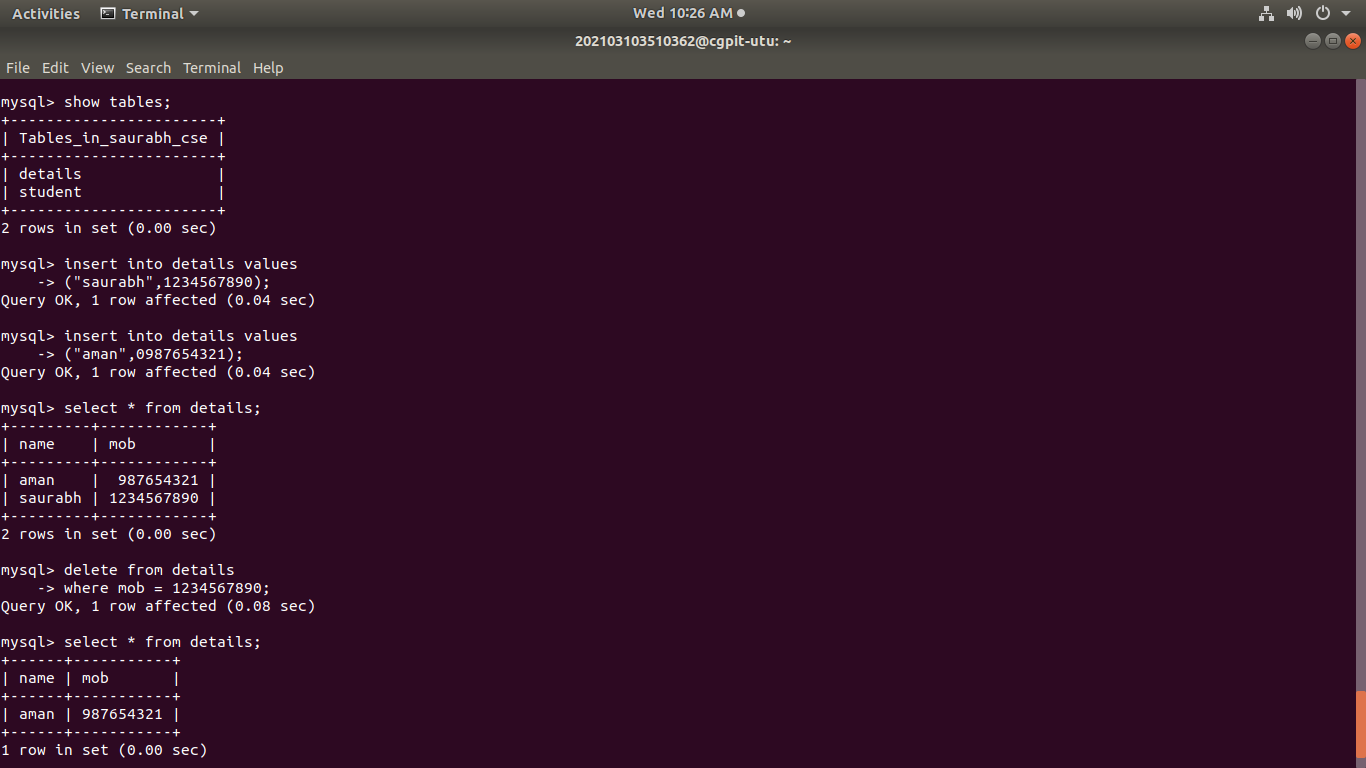 Activities Terminal Wed 10:26 AM
202103103510362@cgpit-utu: ~
File Edit View Search Terminal Help
mysql> show tables;
+-----------------------+
| Tables_in_saurabh_cse |
+-----------------------+
| details               |
| student               |
+-----------------------+
2 rows in set (0.00 sec)

mysql> insert into details values
    -> ("saurabh",1234567890);
Query OK, 1 row affected (0.04 sec)

mysql> insert into details values
    -> ("aman",0987654321);
Query OK, 1 row affected (0.04 sec)

mysql> select * from details;
+---------+------------+
| name    | mob        |
+---------+------------+
| aman    |  987654321 |
| saurabh | 1234567890 |
+---------+------------+
2 rows in set (0.00 sec)

mysql> delete from details
    -> where mob = 1234567890;
Query OK, 1 row affected (0.08 sec)

mysql> select * from details;
+------+-----------+
| name | mob       |
+------+-----------+
| aman | 987654321 |
+------+-----------+
1 row in set (0.00 sec)